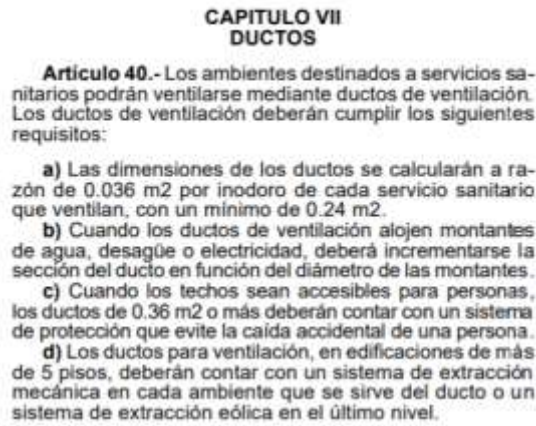 CAPITULO VII
DUCTOS
Artículo 40.- Los ambientes destinados a servicios sa-
nitarios podrán ventilarse mediante ductos de ventilación.
Los ductos de ventilación deberán cumplir los siguientes
requisitos:
a) Las dimensiones de los ductos se calcularán a ra-
zón de 0.036 m2 por inodoro de cada servicio sanitario
que ventilan, con un mínimo de 0.24 m2.
b) Cuando los ductos de ventilación alojen montantes
de agua, desagüe o electricidad, deberá incrementarse la
sección del ducto en función del diámetro de las montantes.
c) Cuando los techos sean accesibles para personas,
los ductos de 0.36 m2 o más deberán contar con un sistema
de protección que evite la caída accidental de una persona.
d) Los ductos para ventilación, en edificaciones de más
de 5 pisos, deberán contar con un sistema de extracción
mecánica en cada ambiente que se sirve del ducto o un
sistema de extracción eólica en el último nivel.